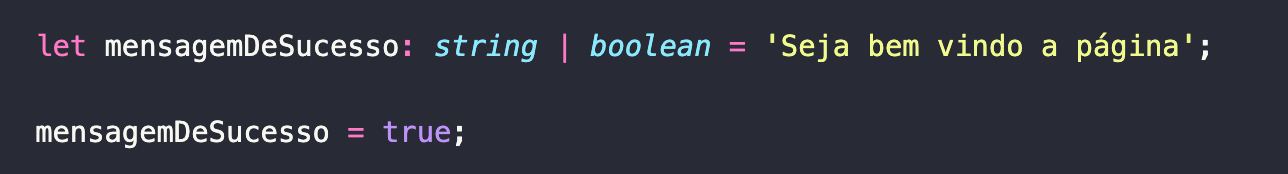 let mensagemDeSucesso: string | boolean = 'Seja bem vindo a página';
mensagemDeSucesso = true;